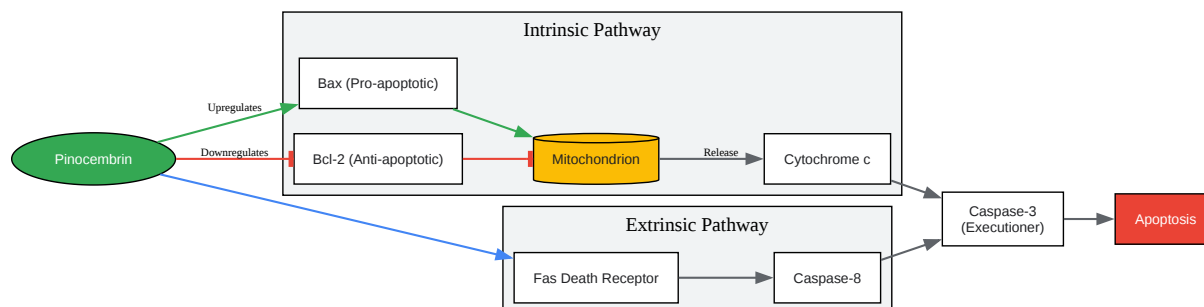 Intrinsic Pathway
Bax (Pro-apoptotic)
Upregulates
Pinocembrin
Downregulates
Bcl-2 (Anti-apoptotic)
Mitochondrion
Release
Cytochrome c
Caspase-3
(Executioner)
Apoptosis
Extrinsic Pathway
Fas Death Receptor
Caspase-8